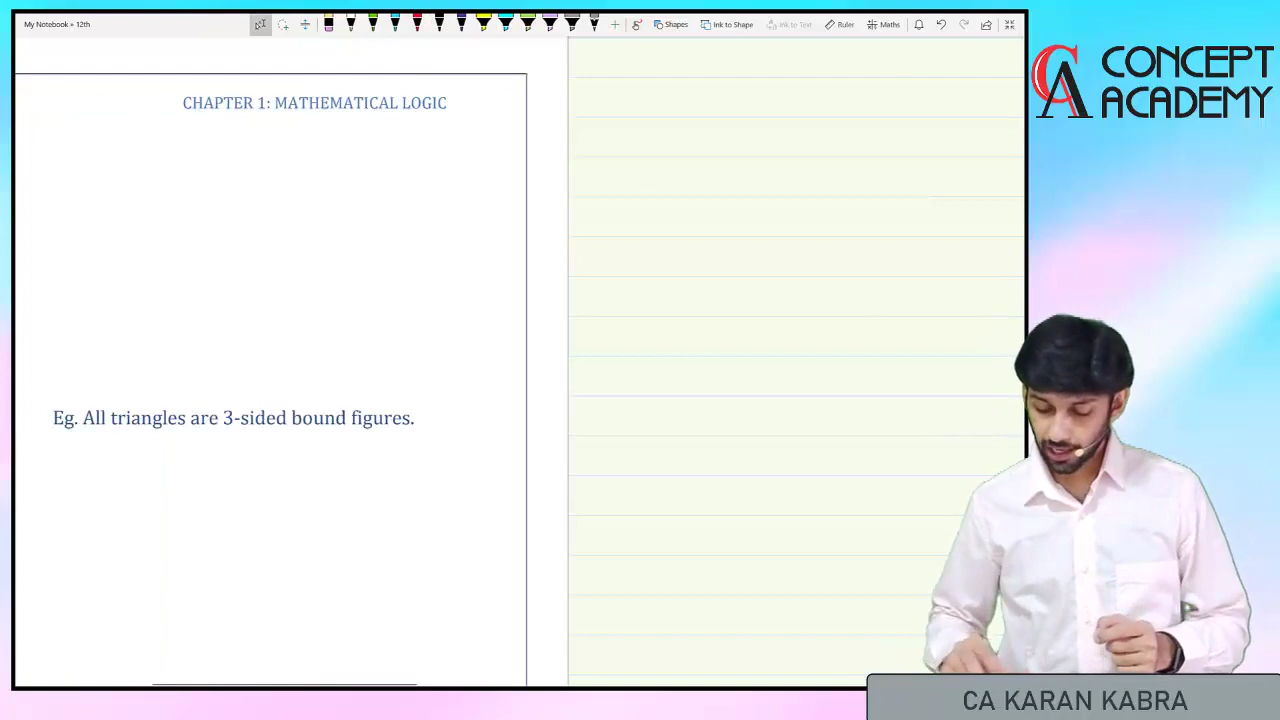 My Notebook » 12th
Shapes
Ink to Shape
Ink to Text
Ruler
Maths
CONCEPT
ACADEMY
CHAPTER 1: MATHEMATICAL LOGIC
Eg. All triangles are 3-sided bound figures.
CA KARAN KABRA